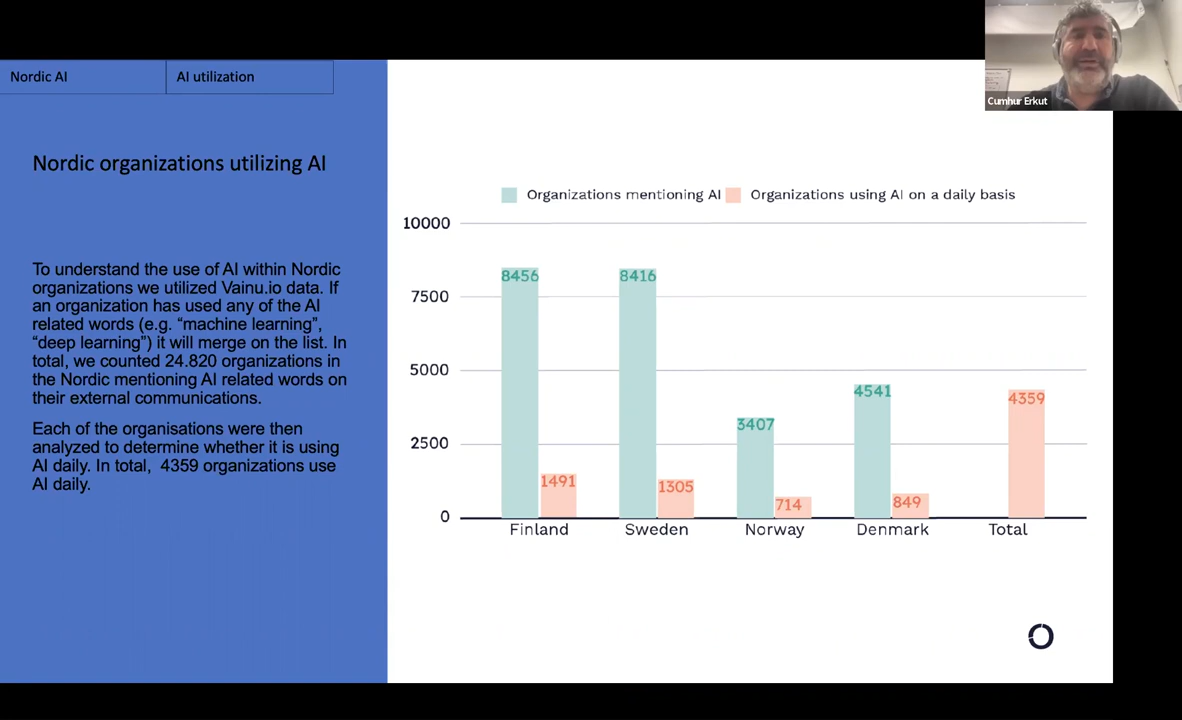 Nordic AI
AI utilization
Cumhur Erkut
Nordic organizations utilizing AI
To understand the use of AI within Nordic
organizations we utilized Vainu.io data. If
an organization has used any of the AI
related words (e.g. “machine learning”,
“deep learning”) it will merge on the list. In
total, we counted 24.820 organizations in
the Nordic mentioning AI related words on
their external communications.
Each of the organisations were then
analyzed to determine whether it is using
AI daily. In total, 4359 organizations use
AI daily.
Organizations mentioning AI
Organizations using AI on a daily basis
10000
7500
5000
2500
0
8456
1491
8416
1305
3407
714
4541
849
4359
Finland
Sweden
Norway
Denmark
Total